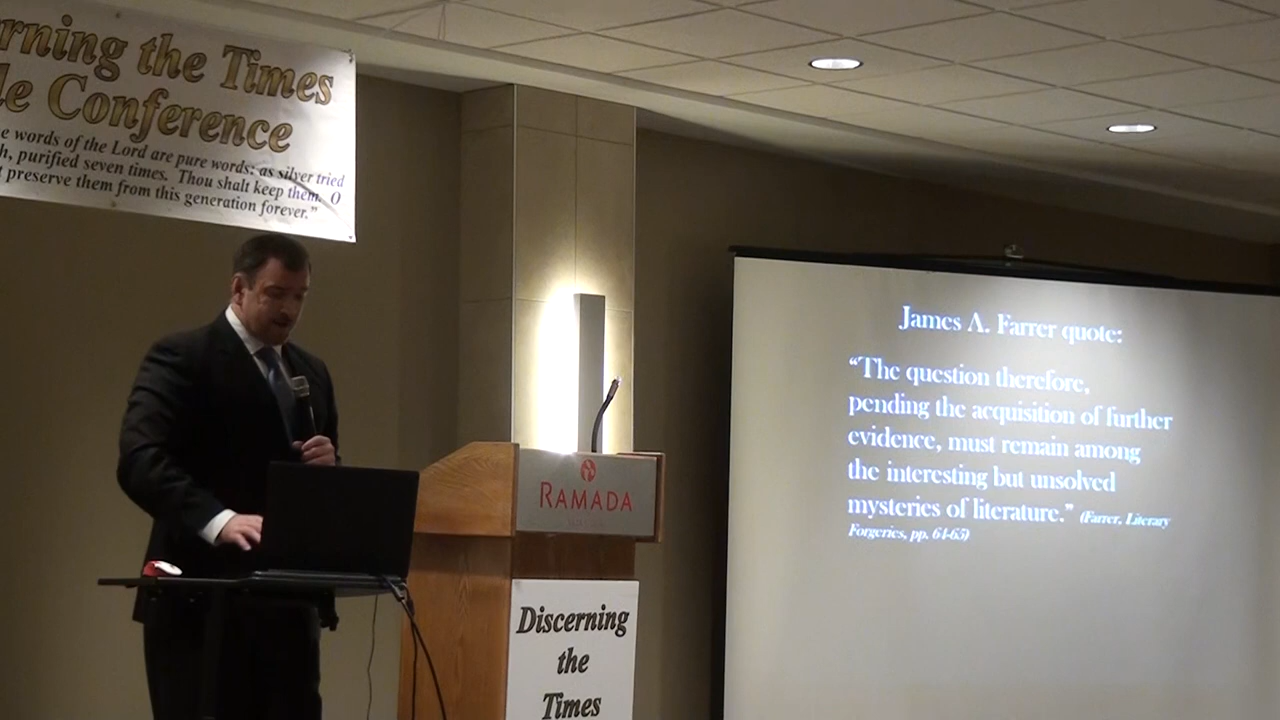 rning the Times
le Conference
e words of the Lord are pure words: as silver tried
h, purified seven times. Thou shalt keep them, O
t preserve them from this generation forever."
James A. Farrer quote:
"The question therefore,
pending the acquisition of further
evidence, must remain among
the interesting but unsolved
mysteries of literature." (Farrer, Literary
Forgeries, pp. 64-65)
RAMADA
Discerning
the
Times